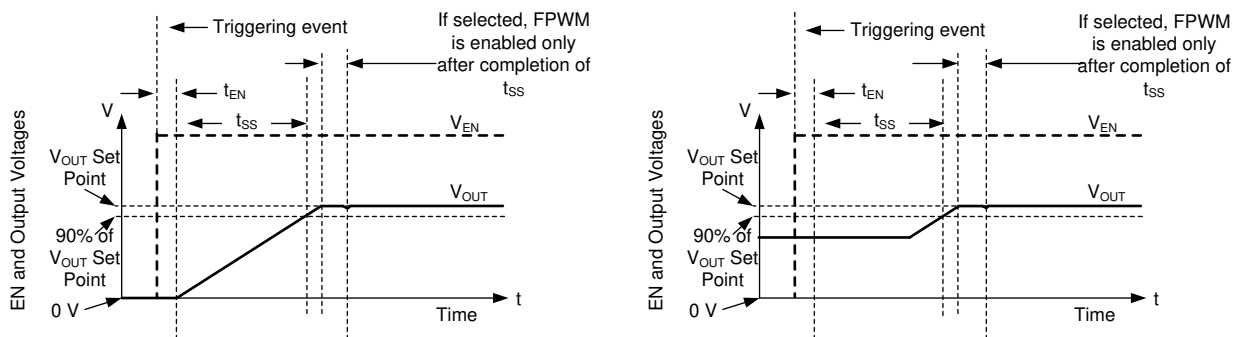 Triggering event
If selected, FPWM
is enabled only
after completion of
tSS
tEN
V
tSS
VEN
EN and Output Voltages
VOUT Set
Point
VOUT
90% of
VOUT Set
Point
0 V
t
Time
Triggering event
If selected, FPWM
is enabled only
after completion of
tSS
tEN
V
tSS
VEN
EN and Output Voltages
VOUT Set
Point
VOUT
90% of
VOUT Set
Point
0 V
t
Time